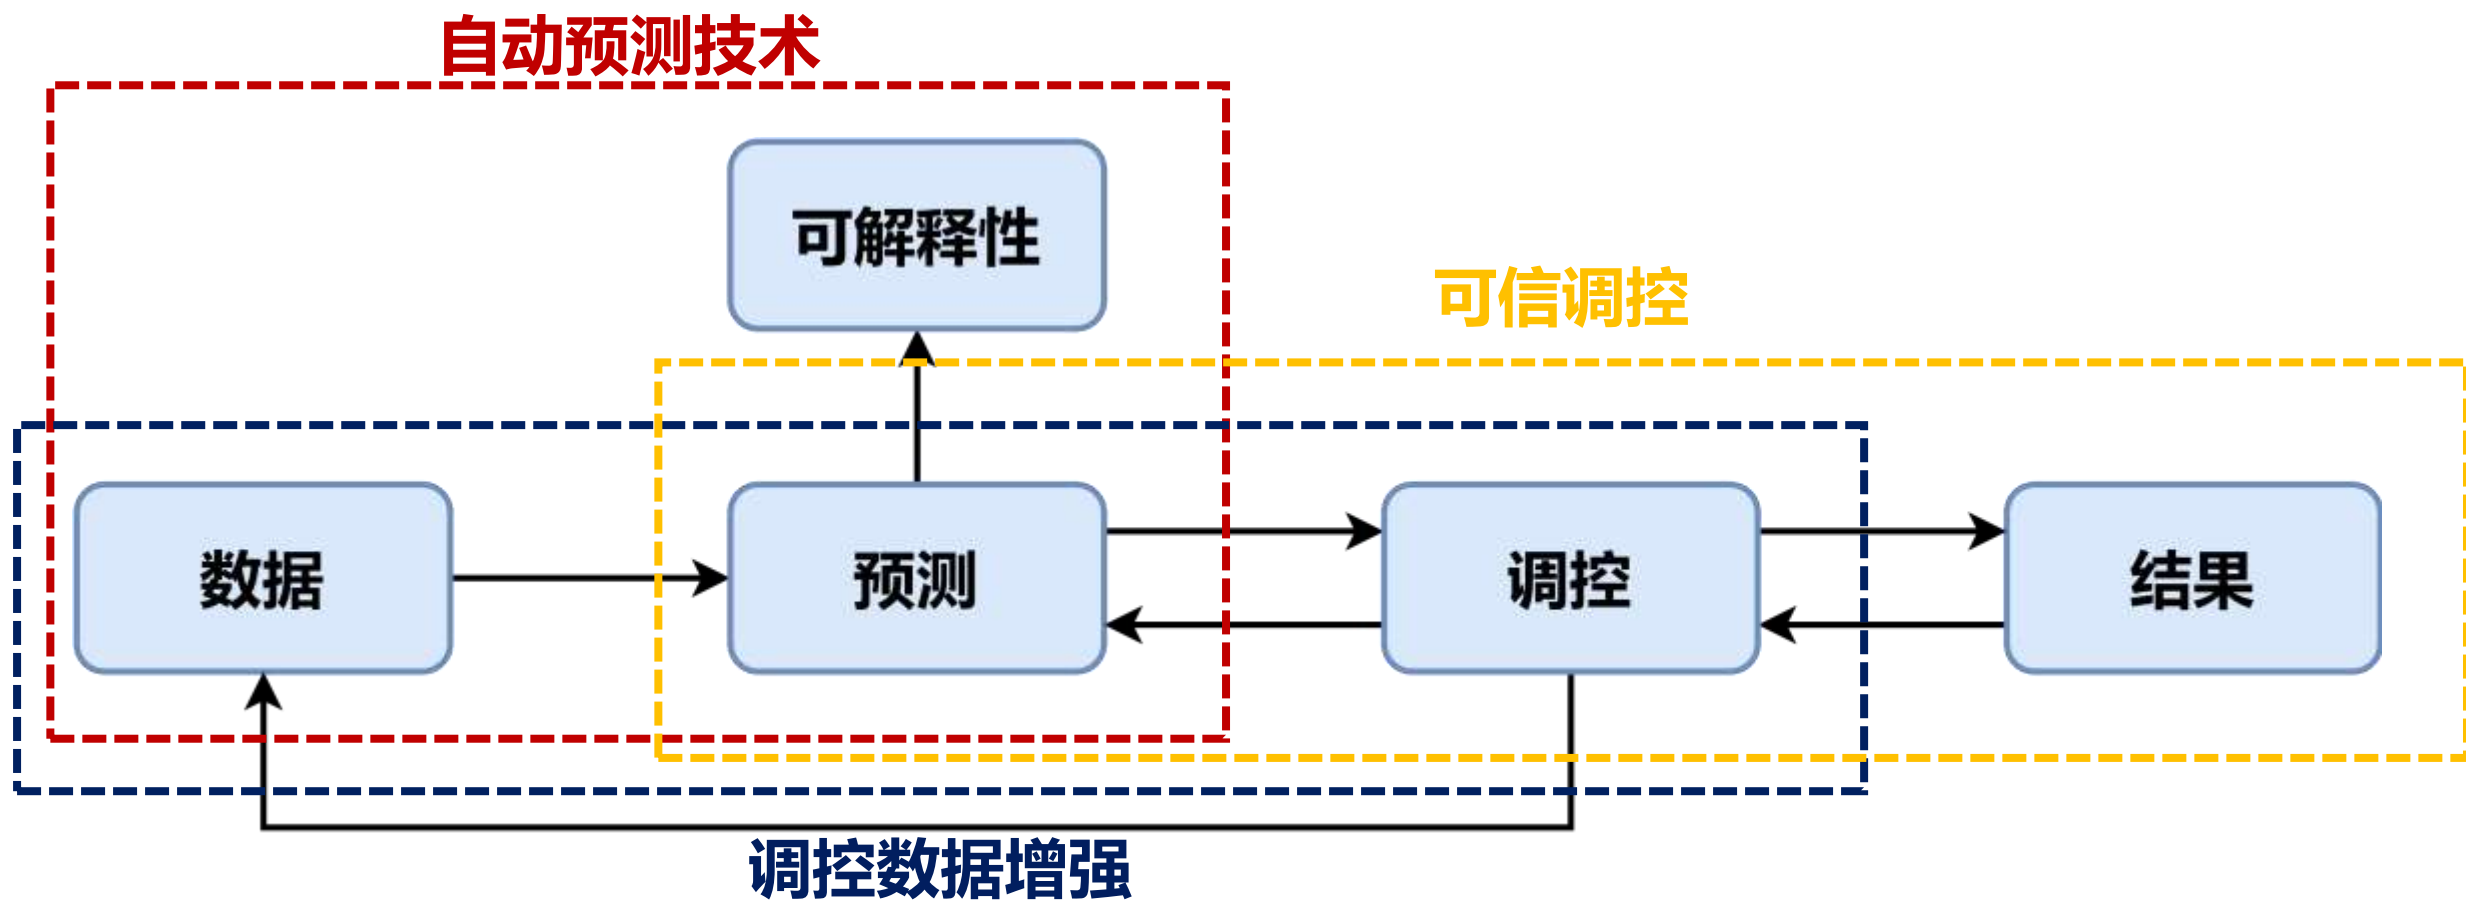 自动预测技术
可解释性
可信调控
数据
预测
调控
结果
调控数据增强